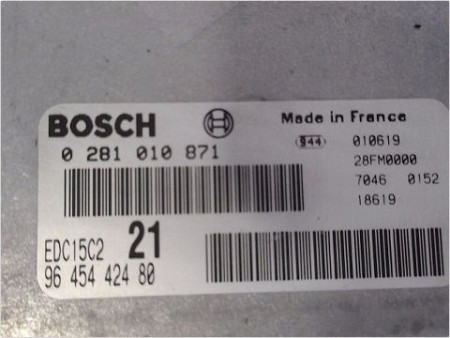 BOSCH
Made in France
0 281 010 871
944 010619
28FM0000
7046 0152
18619
EDC15C2 21
96 454 424 80